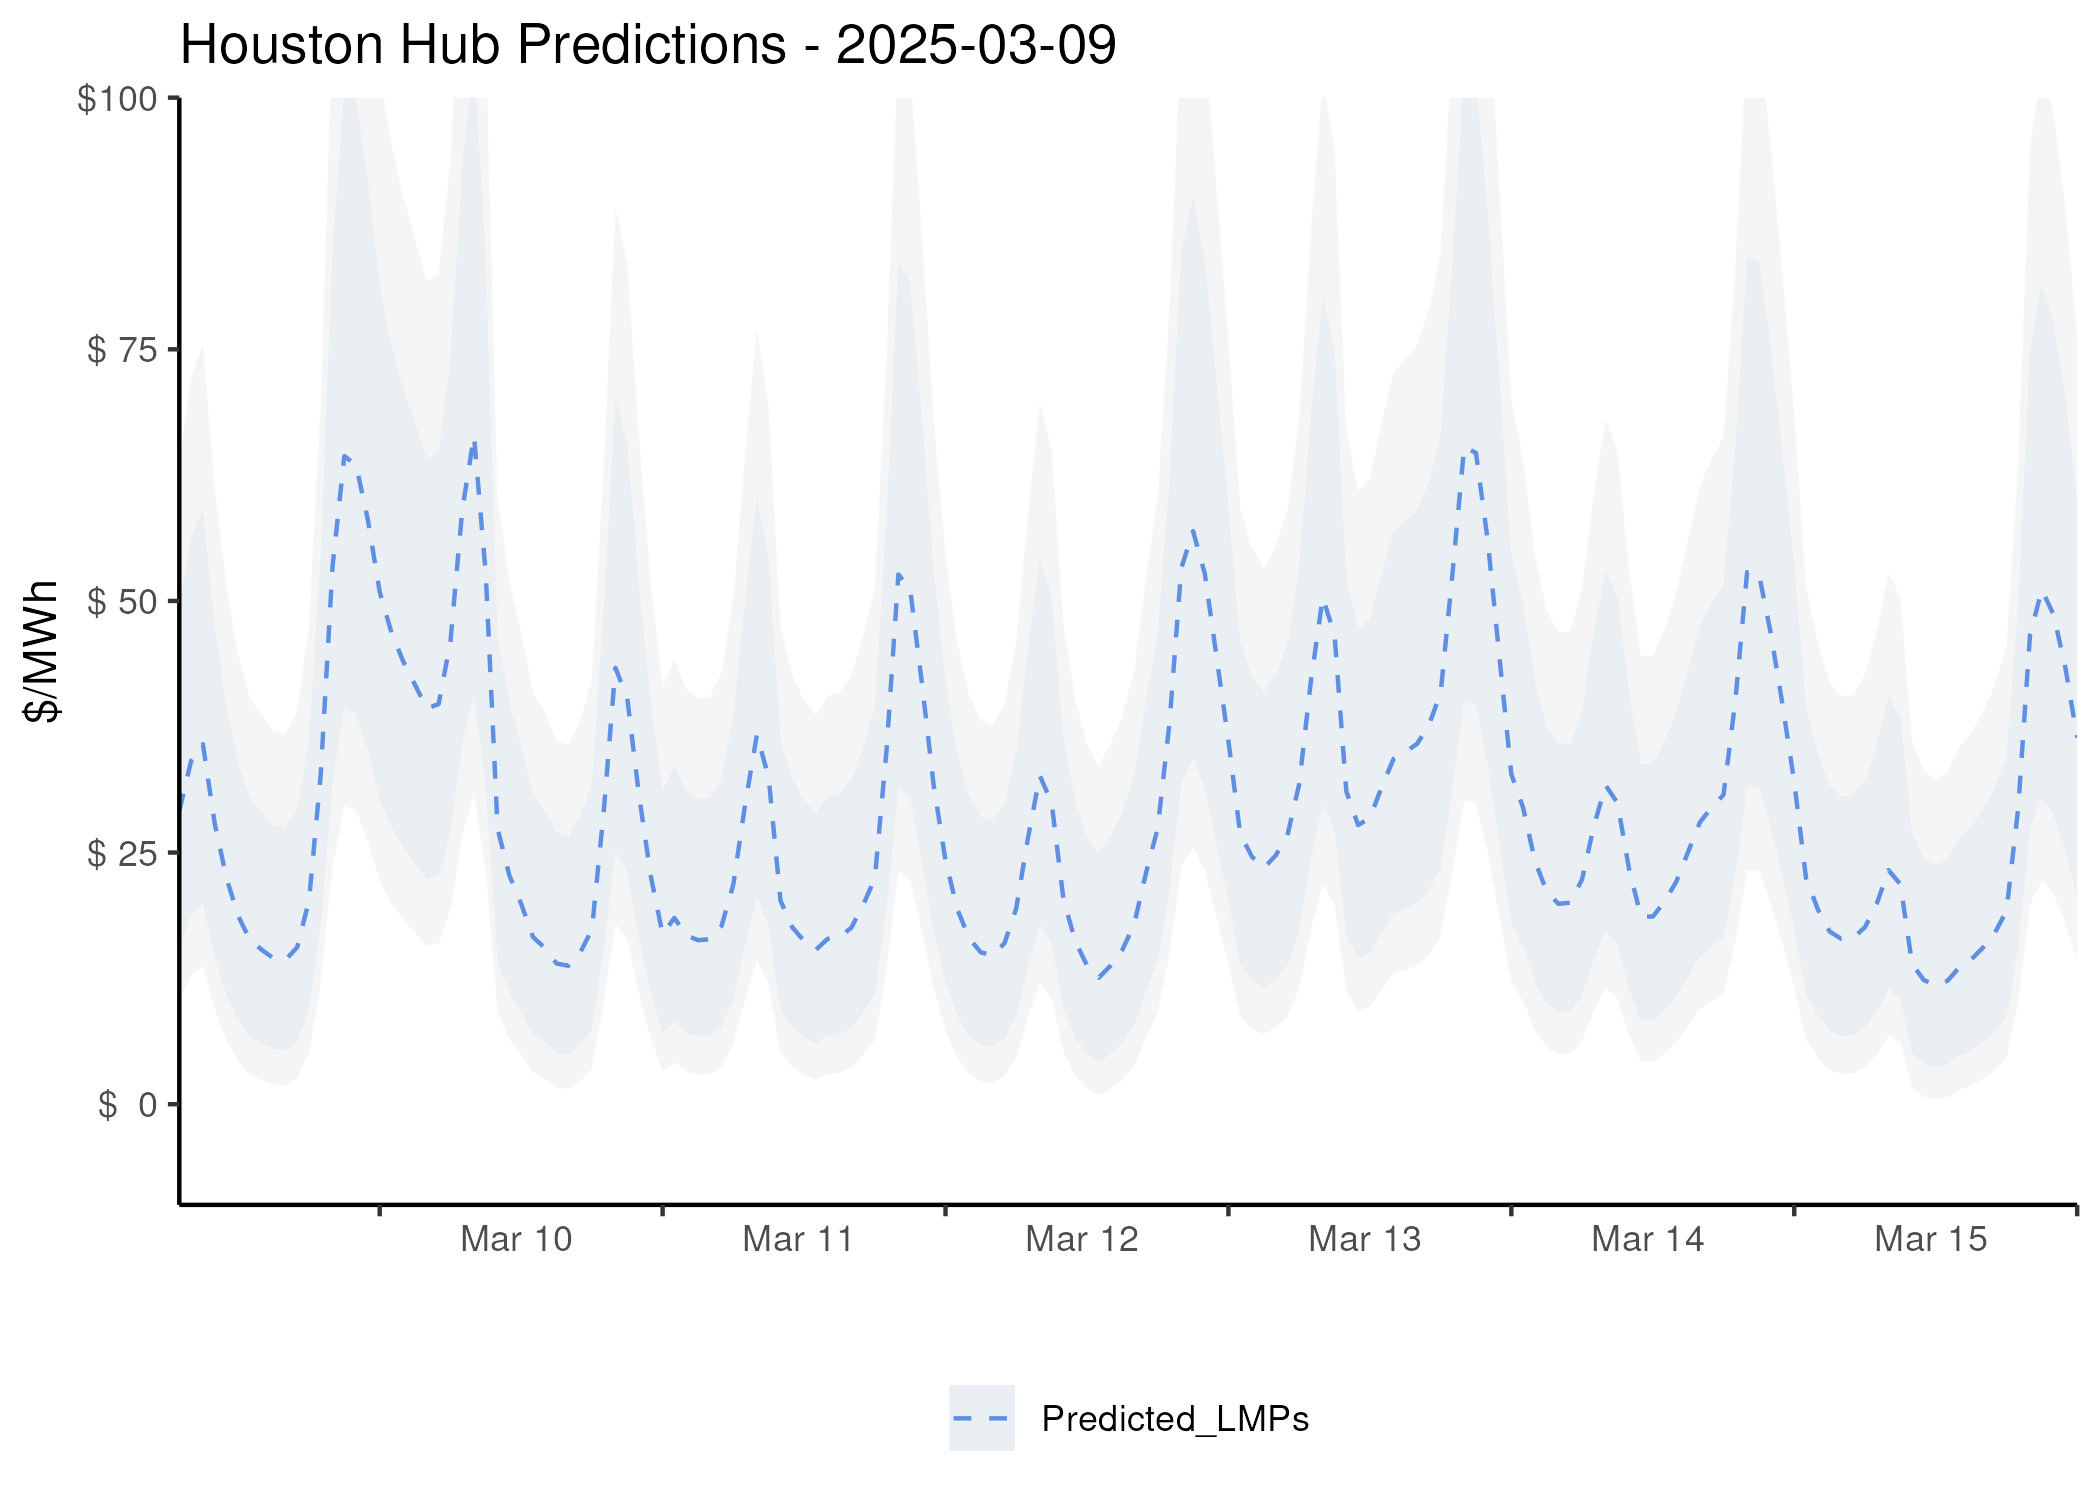 Houston Hub Predictions - 2025-03-09
$100
$ 75
$ 50
$ 25
$  0
$/MWh
Mar 10
Mar 11
Mar 12
Mar 13
Mar 14
Mar 15
Predicted_LMPs